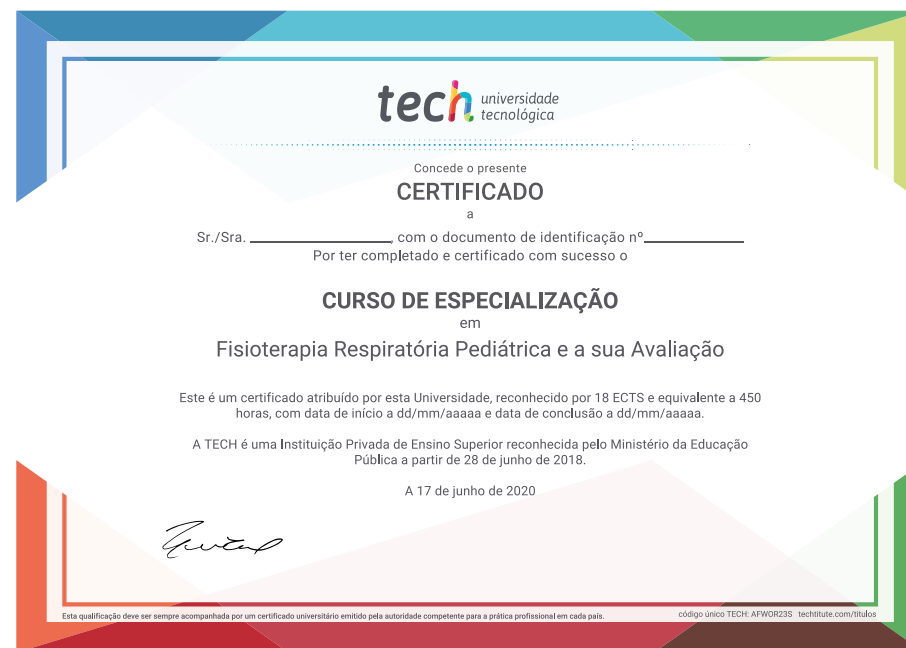 tech universidade
tecnológica
Concede o presente
CERTIFICADO
a
Sr./Sra. ____________________, com o documento de identificação nº______________
Por ter completado e certificado com sucesso o
CURSO DE ESPECIALIZAÇÃO
em
Fisioterapia Respiratória Pediátrica e a sua Avaliação
Este é um certificado atribuído por esta Universidade, reconhecido por 18 ECTS e equivalente a 450
horas, com data de início a dd/mm/aaaaa e data de conclusão a dd/mm/aaaaa.
A TECH é uma Instituição Privada de Ensino Superior reconhecida pelo Ministério da Educação
Pública a partir de 28 de junho de 2018.
A 17 de junho de 2020
Esta qualificação deve ser sempre acompanhada por um certificado universitário emitido pela autoridade competente para a prática profissional em cada país.
código único TECH: AFWOR23S techtitute.com/titulos